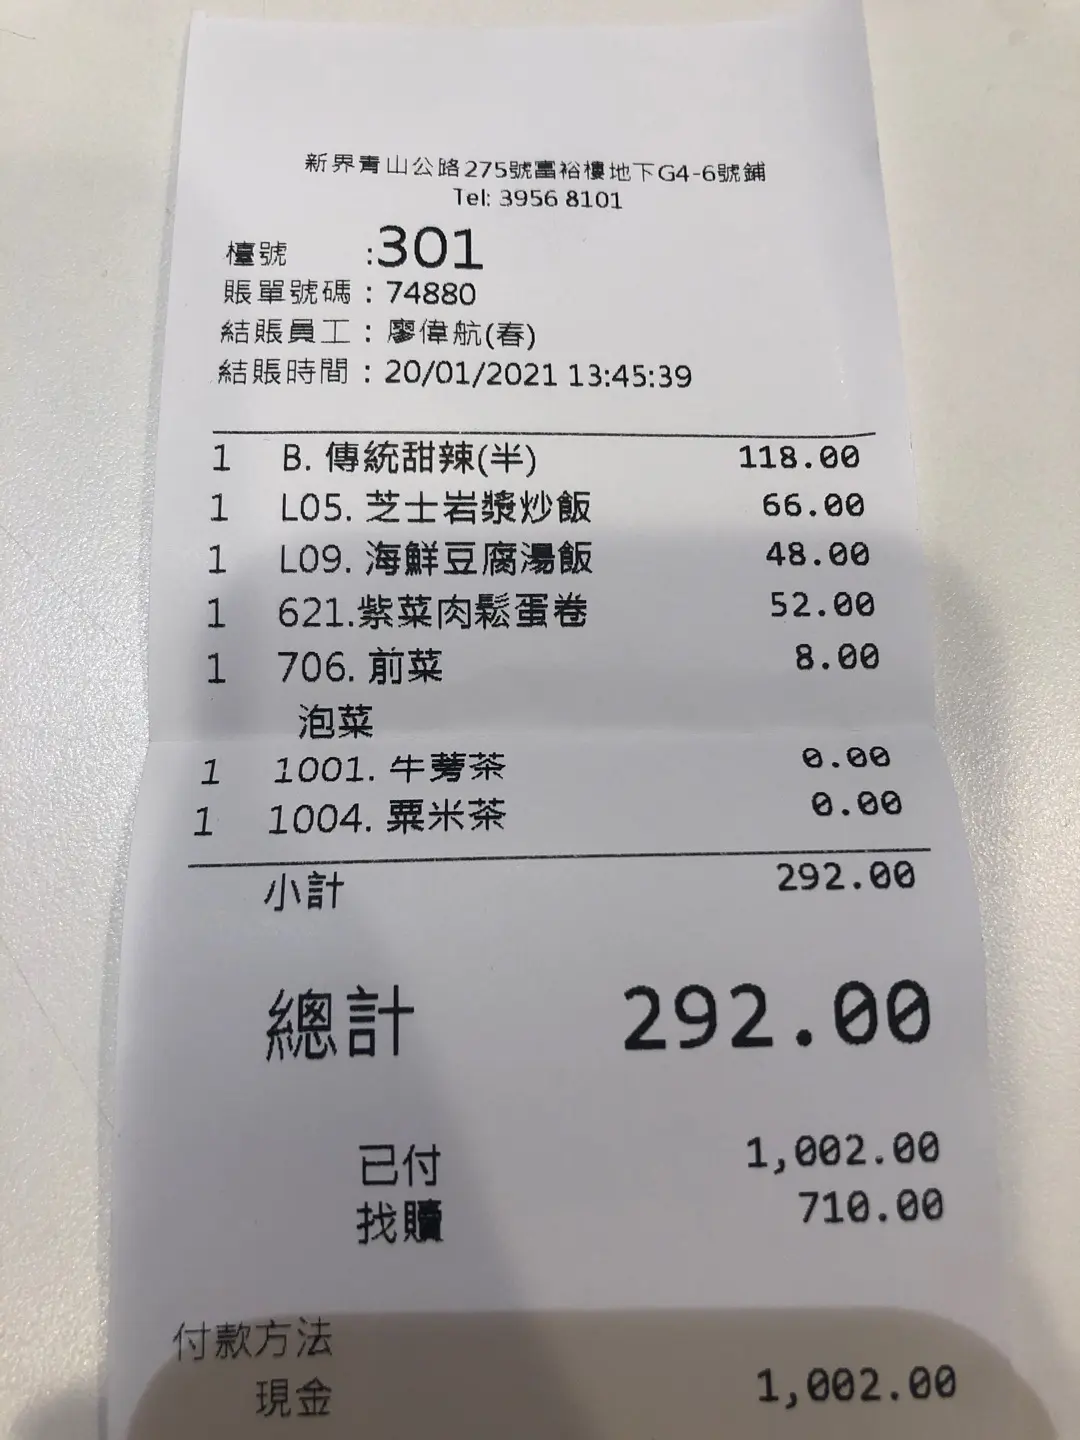 新界青山公路275號富裕樓地下G4-6號鋪
Tel: 3956 8101
檯號 :301
賬單號碼 : 74880
結賬員工 : 廖偉航(春)
結賬時間 : 20/01/2021 13:45:39
1 B. 傳統甜辣(半) 118.00
1 L05. 芝士岩漿炒飯 66.00
1 L09. 海鮮豆腐湯飯 48.00
1 621.紫菜肉鬆蛋卷 52.00
1 706. 前菜 8.00
泡菜
1 1001. 牛蒡茶 0.00
1 1004. 粟米茶 0.00
小計 292.00
總計 292.00
已付 1,002.00
找贖 710.00
付款方法
現金 1,002.00